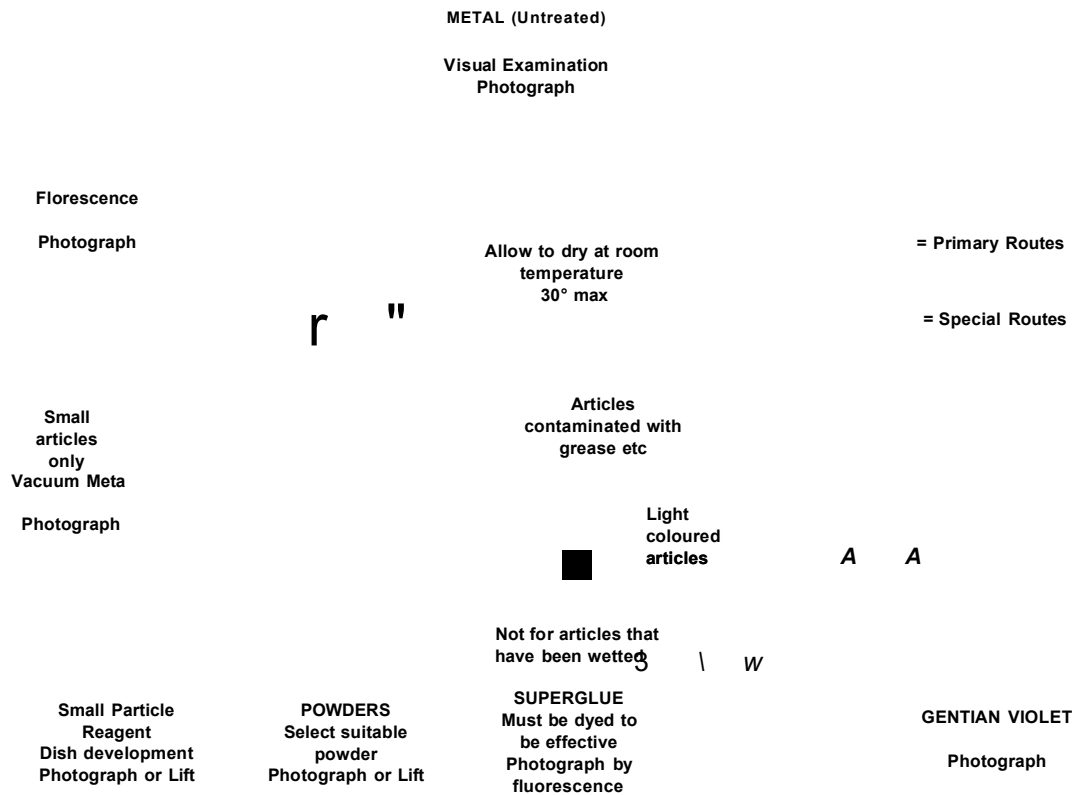 METAL (Untreated)
Visual Examination
Photograph
Florescence
Photograph
Allow to dry at room
temperature
30° max
= Primary Routes
= Special Routes
r "
Small
articles
only
Vacuum Meta
Photograph
Articles
contaminated with
grease etc
Light
coloured
articles
A A
Not for articles that
have been wetted
3 \ w
Small Particle
Reagent
Dish development
Photograph or Lift
POWDERS
Select suitable
powder
Photograph or Lift
SUPERGLUE
Must be dyed to
be effective
Photograph by
fluorescence
GENTIAN VIOLET
Photograph